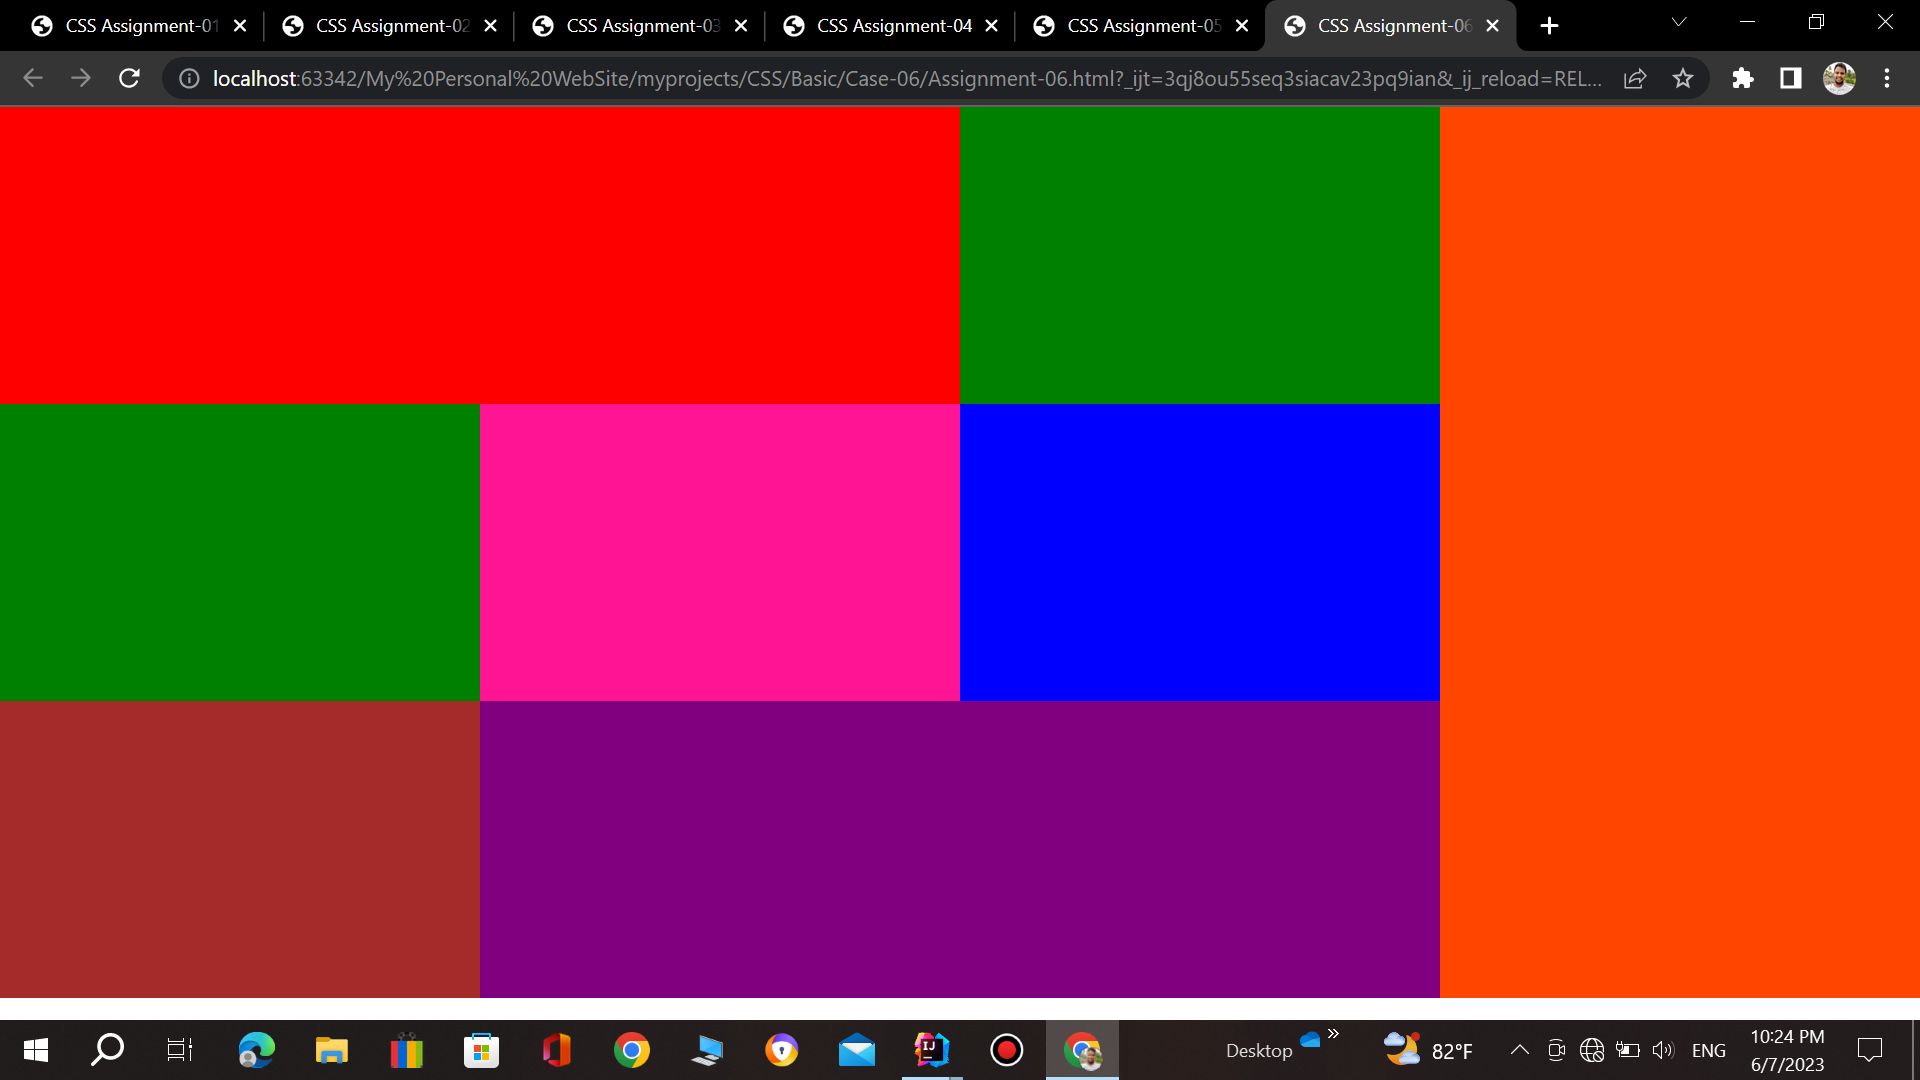 CSS Assignment-01 CSS Assignment-02 CSS Assignment-03 CSS Assignment-04 CSS Assignment-05 CSS Assignment-06
localhost:63342/My%20Personal%20WebSite/myprojects/CSS/Basic/Case-06/Assignment-06.html?_ijt=3qj8ou55seq3siacav23pq9ian&_ij_reload=REL...
IJ Desktop 82°F ENG 10:24 PM
6/7/2023